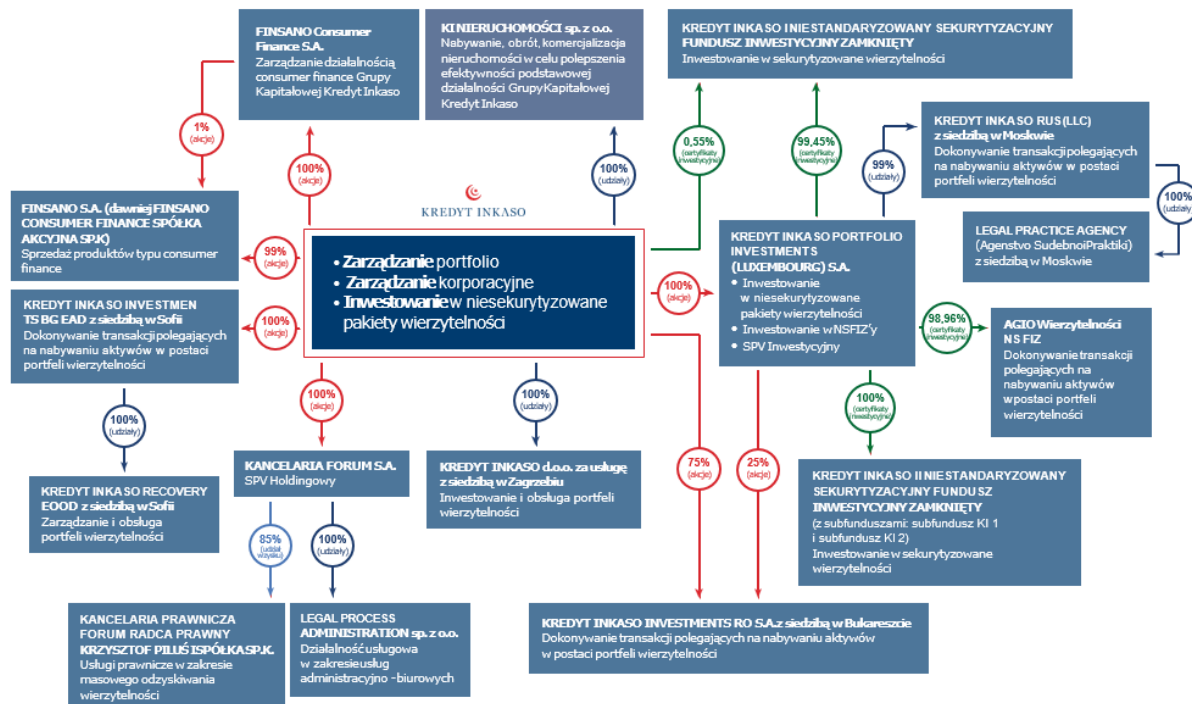 FINSANO Consumer
Finance S.A.
Zarządzanie działalnością
consumer finance Grupy
Kapitałowej Kredyt Inkaso
KI NIERUCHOMOŚCI sp. z o.o.
Nabywanie, obrót, komercjalizacja
nieruchomości w celu polepszenia
efektywności podstawowej
działalności Grupy Kapitałowej
Kredyt Inkaso
KREDYT INKASO I NIESTANDARYZOWANY SEKURYTYZACYJNY
FUNDUSZ INWESTYCYJNY ZAMKNIĘTY
Inwestowanie w sekurytyzowane wierzytelności
1%
(akcje)
100%
(akcje)
100%
(udziały)
0,55%
(certyfikaty
inwestycyjne)
99,45%
(certyfikaty
inwestycyjne)
99%
(udziały)
KREDYT INKASO RUS (LLC)
z siedzibą w Moskwie
Dokonywanie transakcji polegających
na nabywaniu aktywów w postaci
portfeli wierzytelności
100%
(udziały)
LEGAL PRACTICE AGENCY
(Agenstvo SudebnoiPraktiki)
z siedzibą w Moskwie
KREDYT INKASO
FINSANO S.A. (dawniej FINSANO
CONSUMER FINANCE SPÓŁKA
AKCYJNA SP.K)
Sprzedaż produktów typu consumer
finance
99%
(akcje)
• Zarządzanie portfolio
• Zarządzanie korporacyjne
• Inwestowanie w niesekurytyzowane
pakiety wierzytelności
100%
(akcje)
KREDYT INKASO PORTFOLIO
INVESTMENTS
(LUXEMBOURG) S.A.
• Inwestowanie
w niesekurytyzowane
pakiety wierzytelności
• Inwestowanie w NSFIZ'y
• SPV Inwestycyjny
KREDYT INKASO INVESTMEN
TS BG EAD z siedzibą w Sofii
Dokonywanie transakcji polegających
na nabywaniu aktywów w postaci
portfeli wierzytelności
100%
(akcje)
98,96%
(certyfikaty
inwestycyjne)
AGIO Wierzytelności
NS FIZ
Dokonywanie transakcji
polegających na
nabywaniu aktywów
w postaci portfeli
wierzytelności
100%
(udziały)
100%
(akcje)
100%
(udziały)
100%
(certyfikaty
inwestycyjne)
75%
(akcje)
25%
(akcje)
KREDYT INKASO RECOVERY
EOOD z siedzibą w Sofii
Zarządzanie i obsługa
portfeli wierzytelności
KANCELARIA FORUM S.A.
SPV Holdingowy
KREDYT INKASO d.o.o. za usługę
z siedzibą w Zagrzebiu
Inwestowanie i obsługa portfeli
wierzytelności
KREDYT INKASO II NIESTANDARYZOWANY
SEKURYTYZACYJNY FUNDUSZ
INWESTYCYJNY ZAMKNIĘTY
(z subfunduszami: subfundusz KI 1
i subfundusz KI 2)
Inwestowanie w sekurytyzowane
wierzytelności
85%
(udział
w zysku)
100%
(udziały)
KANCELARIA PRAWNICZA
FORUM RADCA PRAWNY
KRZYSZTOF PILUŚ I SPÓŁKA SP.K.
Usługi prawnicze w zakresie
masowego odzyskiwania
wierzytelności
LEGAL PROCESS
ADMINISTRATION sp. z o.o.
Działalność usługowa
w zakresie usług
administracyjno - biurowych
KREDYT INKASO INVESTMENTS RO S.A. z siedzibą w Bukareszcie
Dokonywanie transakcji polegających na nabywaniu aktywów
w postaci portfeli wierzytelności